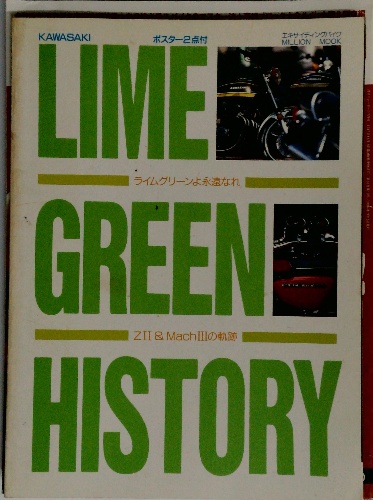 KAWASAKI
ポスター2点付
エキサイティングバイク
MILLION MOOK
LIME
ライムグリーンよ永遠なれ
GREEN
ZII & MachIIIの軌跡
HISTORY